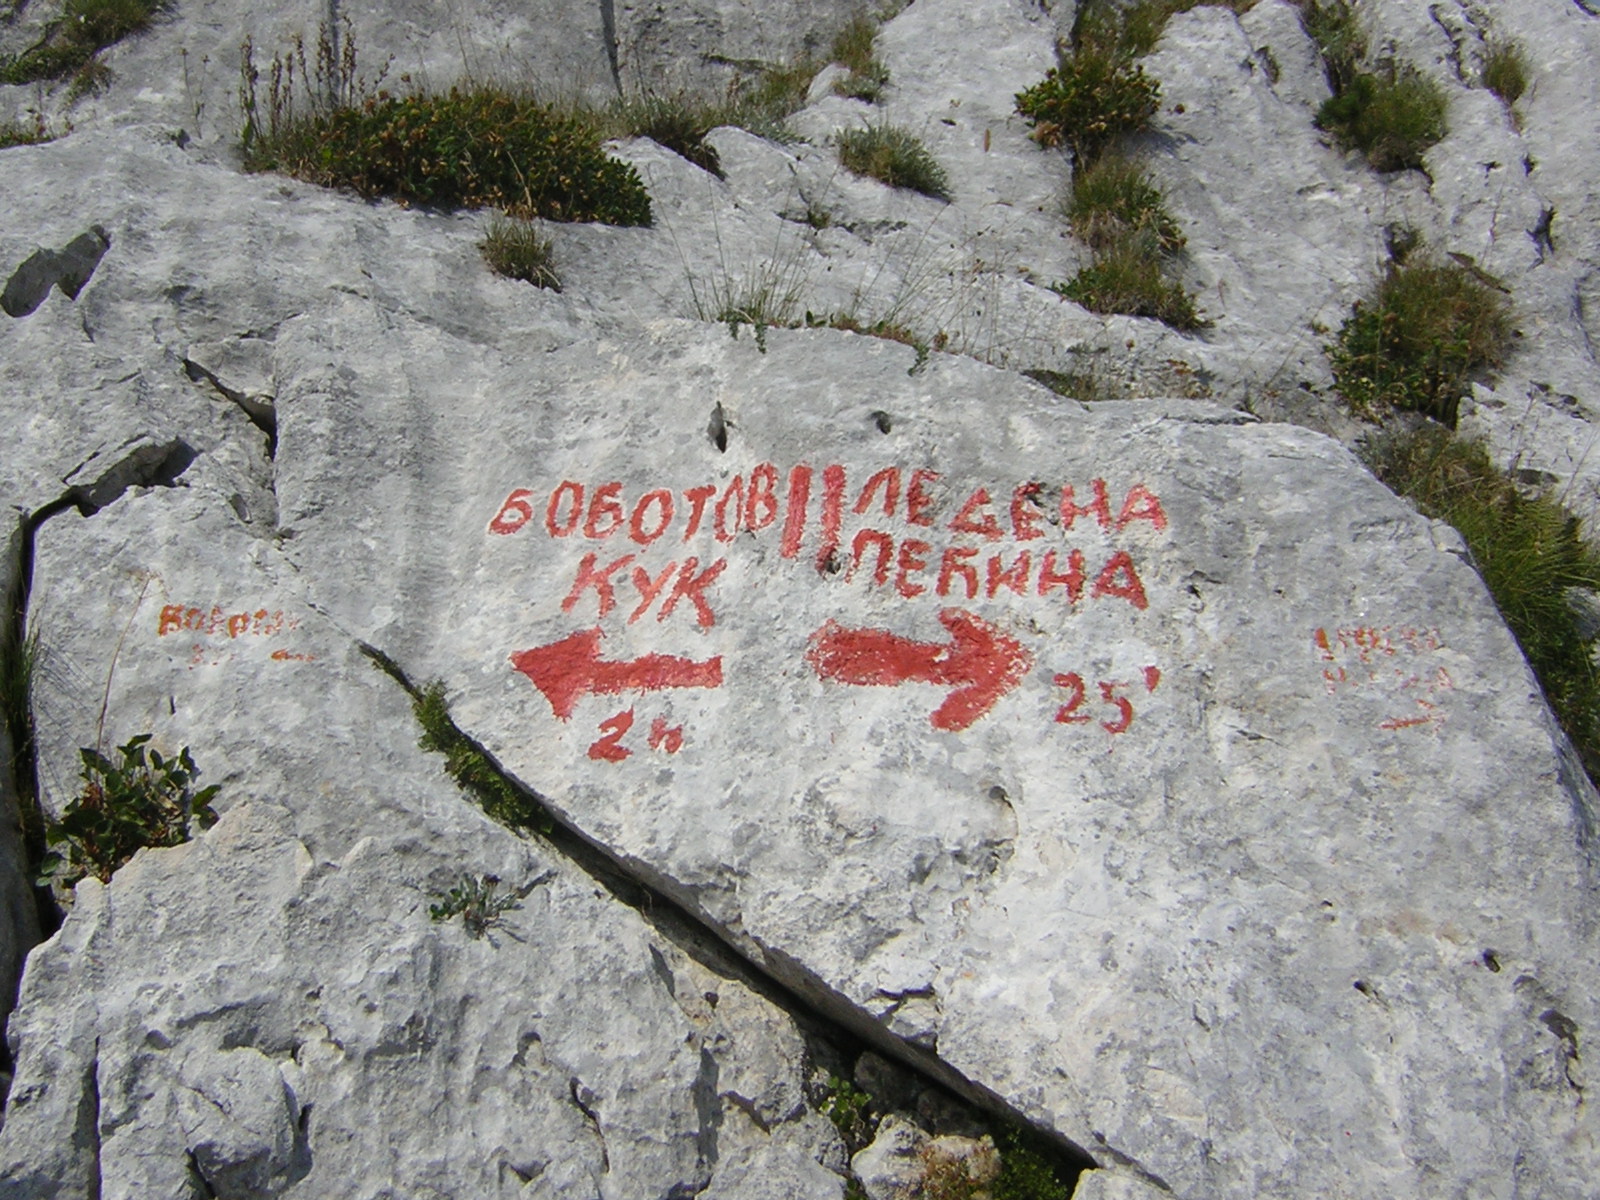 БОБОТОВ
КУК
2h
ЛЕДЕНА
ПЕЋИНА
25'